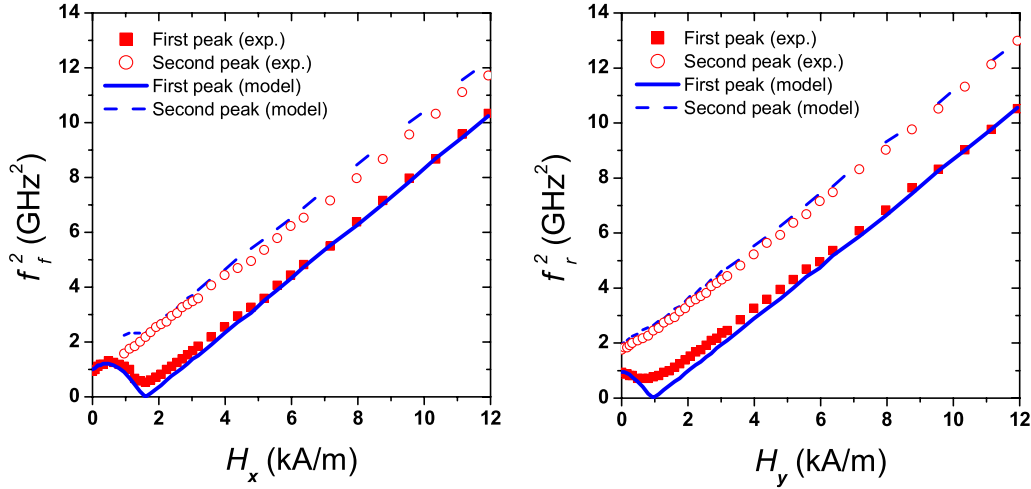 14
12
10
8
6
4
2
0
f_f^2 (GHz^2)
First peak (exp.)
Second peak (exp.)
First peak (model)
Second peak (model)
0 2 4 6 8 10 12
H_x (kA/m)
14
12
10
8
6
4
2
0
f_r^2 (GHz^2)
First peak (exp.)
Second peak (exp.)
First peak (model)
Second peak (model)
0 2 4 6 8 10 12
H_y (kA/m)